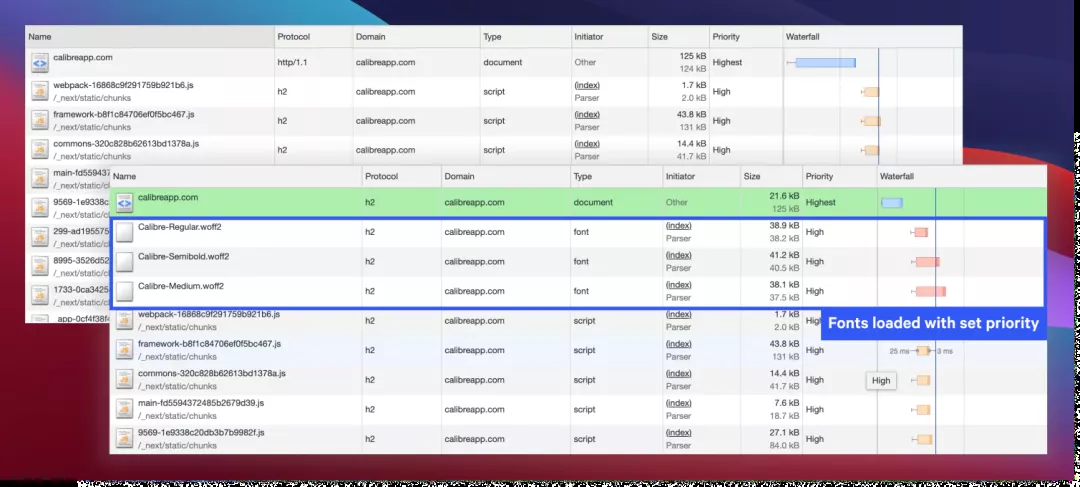 Name Protocol Domain Type Initiator Size Priority Waterfall
calibreapp.com http/1.1 calibreapp.com document Other 125 kB 124 kB Highest
webpack-16868c9f291759b921b6.js /_next/static/chunks h2 calibreapp.com script (index) Parser 1.7 kB 2.0 kB High
framework-b8f1c84706ef0f5bc467.js /_next/static/chunks h2 calibreapp.com script (index) Parser 43.8 kB 131 kB High
commons-320c828b62613bd1378a.js /_next/static/chunks h2 calibreapp.com script (index) Parser 14.4 kB 41.7 kB High
main-fd55943
/_next/static/c
9569-1e9338c
/_next/static/ch
299-ad195575
/_next/static/ch
8995-3526d52
/_next/static/ch
1733-0ca3425
/_next/static/ch
_app-0cf4f38f4
Name Protocol Domain Type Initiator Size Priority Waterfall
calibreapp.com h2 calibreapp.com document Other 21.6 kB 125 kB Highest
Calibre-Regular.woff2 h2 calibreapp.com font (index) Parser 38.9 kB 38.2 kB High
Calibre-Semibold.woff2 h2 calibreapp.com font (index) Parser 41.2 kB 40.5 kB High
Calibre-Medium.woff2 h2 calibreapp.com font (index) Parser 38.1 kB 37.5 kB High
webpack-16868c9f291759b921b6.js /_next/static/chunks h2 calibreapp.com script (index) Parser 1.7 kB 2.0 kB High
Fonts loaded with set priority
framework-b8f1c84706ef0f5bc467.js /_next/static/chunks h2 calibreapp.com script (index) Parser 43.8 kB 131 kB High 25 ms 3 ms
commons-320c828b62613bd1378a.js /_next/static/chunks h2 calibreapp.com script (index) Parser 14.4 kB 41.7 kB High High
main-fd5594372485b2679d39.js /_next/static/chunks h2 calibreapp.com script (index) Parser 7.6 kB 18.7 kB High
9569-1e9338c20db3b7b9982f.js /_next/static/chunks h2 calibreapp.com script (index) Parser 27.1 kB 84.0 kB High